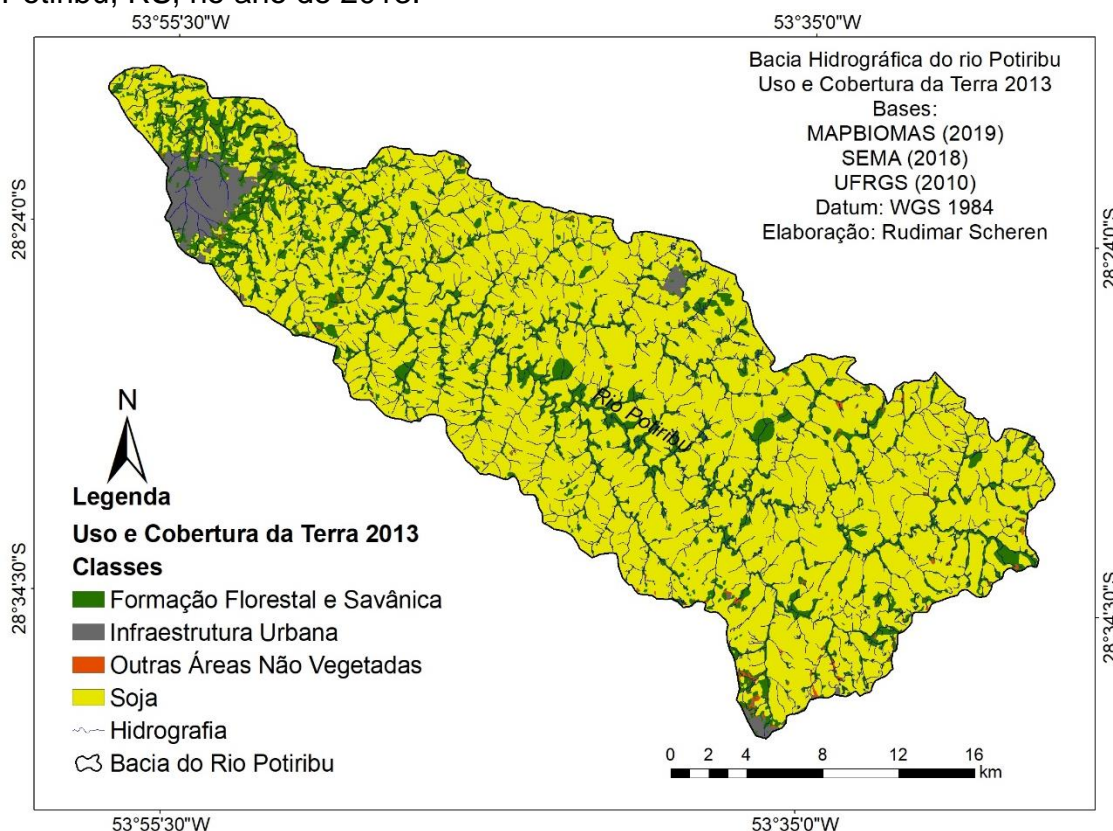 Potiribu, RS, no ano de 2013.
53°55'30"W
53°35'0"W
Bacia Hidrográfica do rio Potiribu
Uso e Cobertura da Terra 2013
Bases:
MAPBIOMAS (2019)
SEMA (2018)
UFRGS (2010)
Datum: WGS 1984
Elaboração: Rudimar Scheren
28°24'0"S
28°24'0"S
Rio Potiribu
N
Legenda
Uso e Cobertura da Terra 2013
Classes
Formação Florestal e Savânica
Infraestrutura Urbana
Outras Áreas Não Vegetadas
Soja
Hidrografia
Bacia do Rio Potiribu
28°34'30"S
28°34'30"S
0 2 4 8 12 16
km
53°55'30"W
53°35'0"W